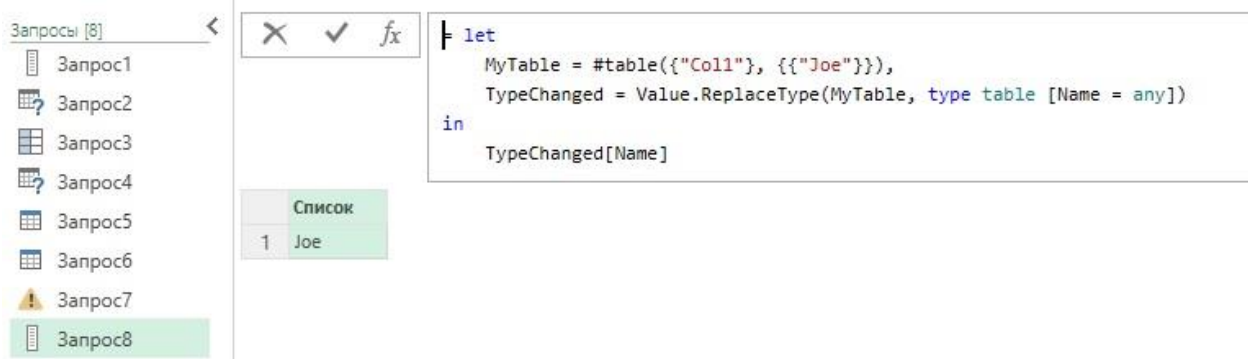 Запросы [8]
Запрос1
Запрос2
Запрос3
Запрос4
Запрос5
Запрос6
Запрос7
Запрос8
fx
= let
MyTable = #table({"Col1"}, {{"Joe"}}),
TypeChanged = Value.ReplaceType(MyTable, type table [Name = any])
in
TypeChanged[Name]
Список
1 Joe